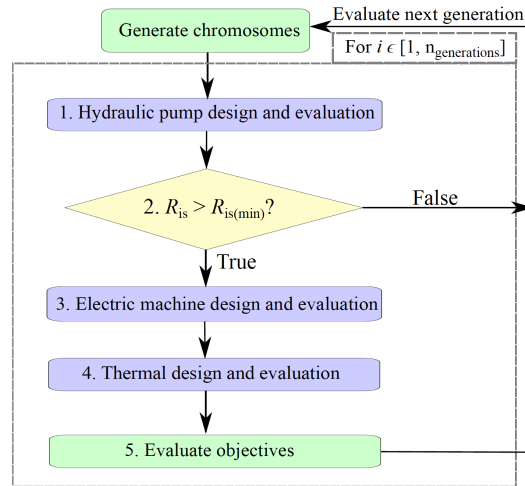 Evaluate next generation
Generate chromosomes
For i ϵ [1, n_generations]
1. Hydraulic pump design and evaluation
2. R_is > R_is(min)?
False
True
3. Electric machine design and evaluation
4. Thermal design and evaluation
5. Evaluate objectives